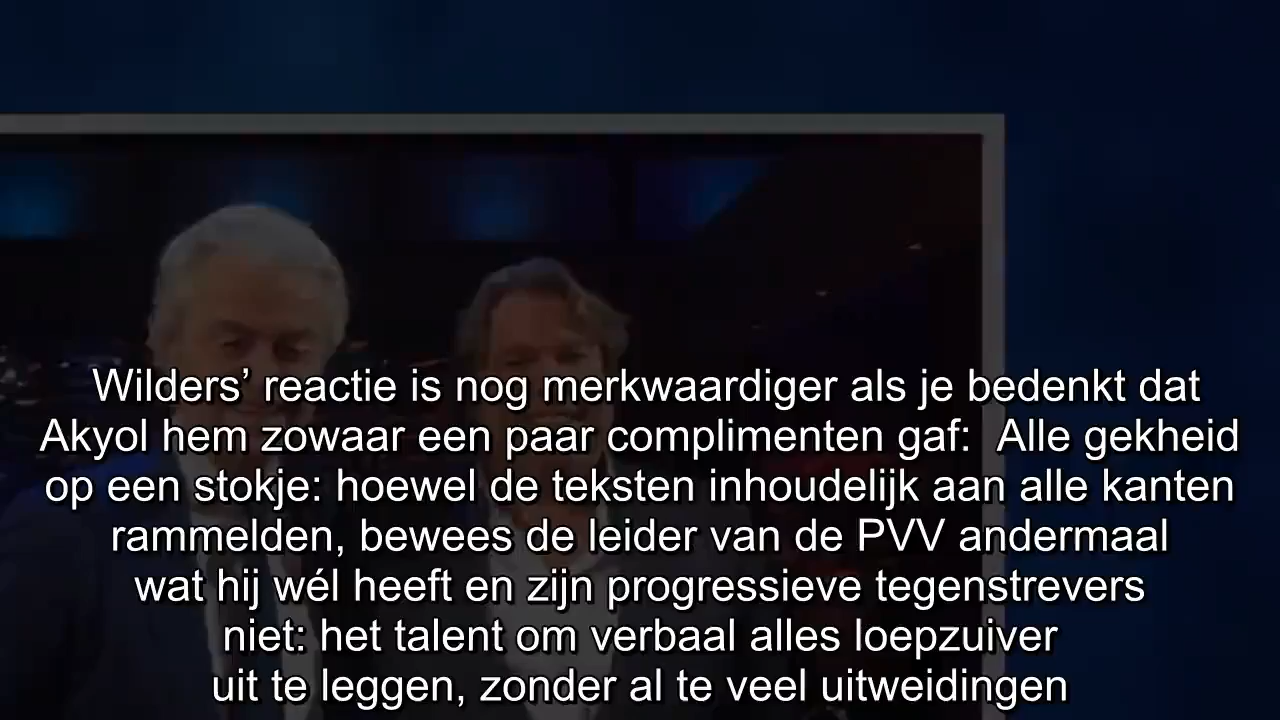 Wilders’ reactie is nog merkwaardiger als je bedenkt dat
Akyol hem zowaar een paar complimenten gaf:  Alle gekheid
op een stokje: hoewel de teksten inhoudelijk aan alle kanten
rammelden, bewees de leider van de PVV andermaal
wat hij wél heeft en zijn progressieve tegenstrevers
niet: het talent om verbaal alles loepzuiver
uit te leggen, zonder al te veel uitweidingen